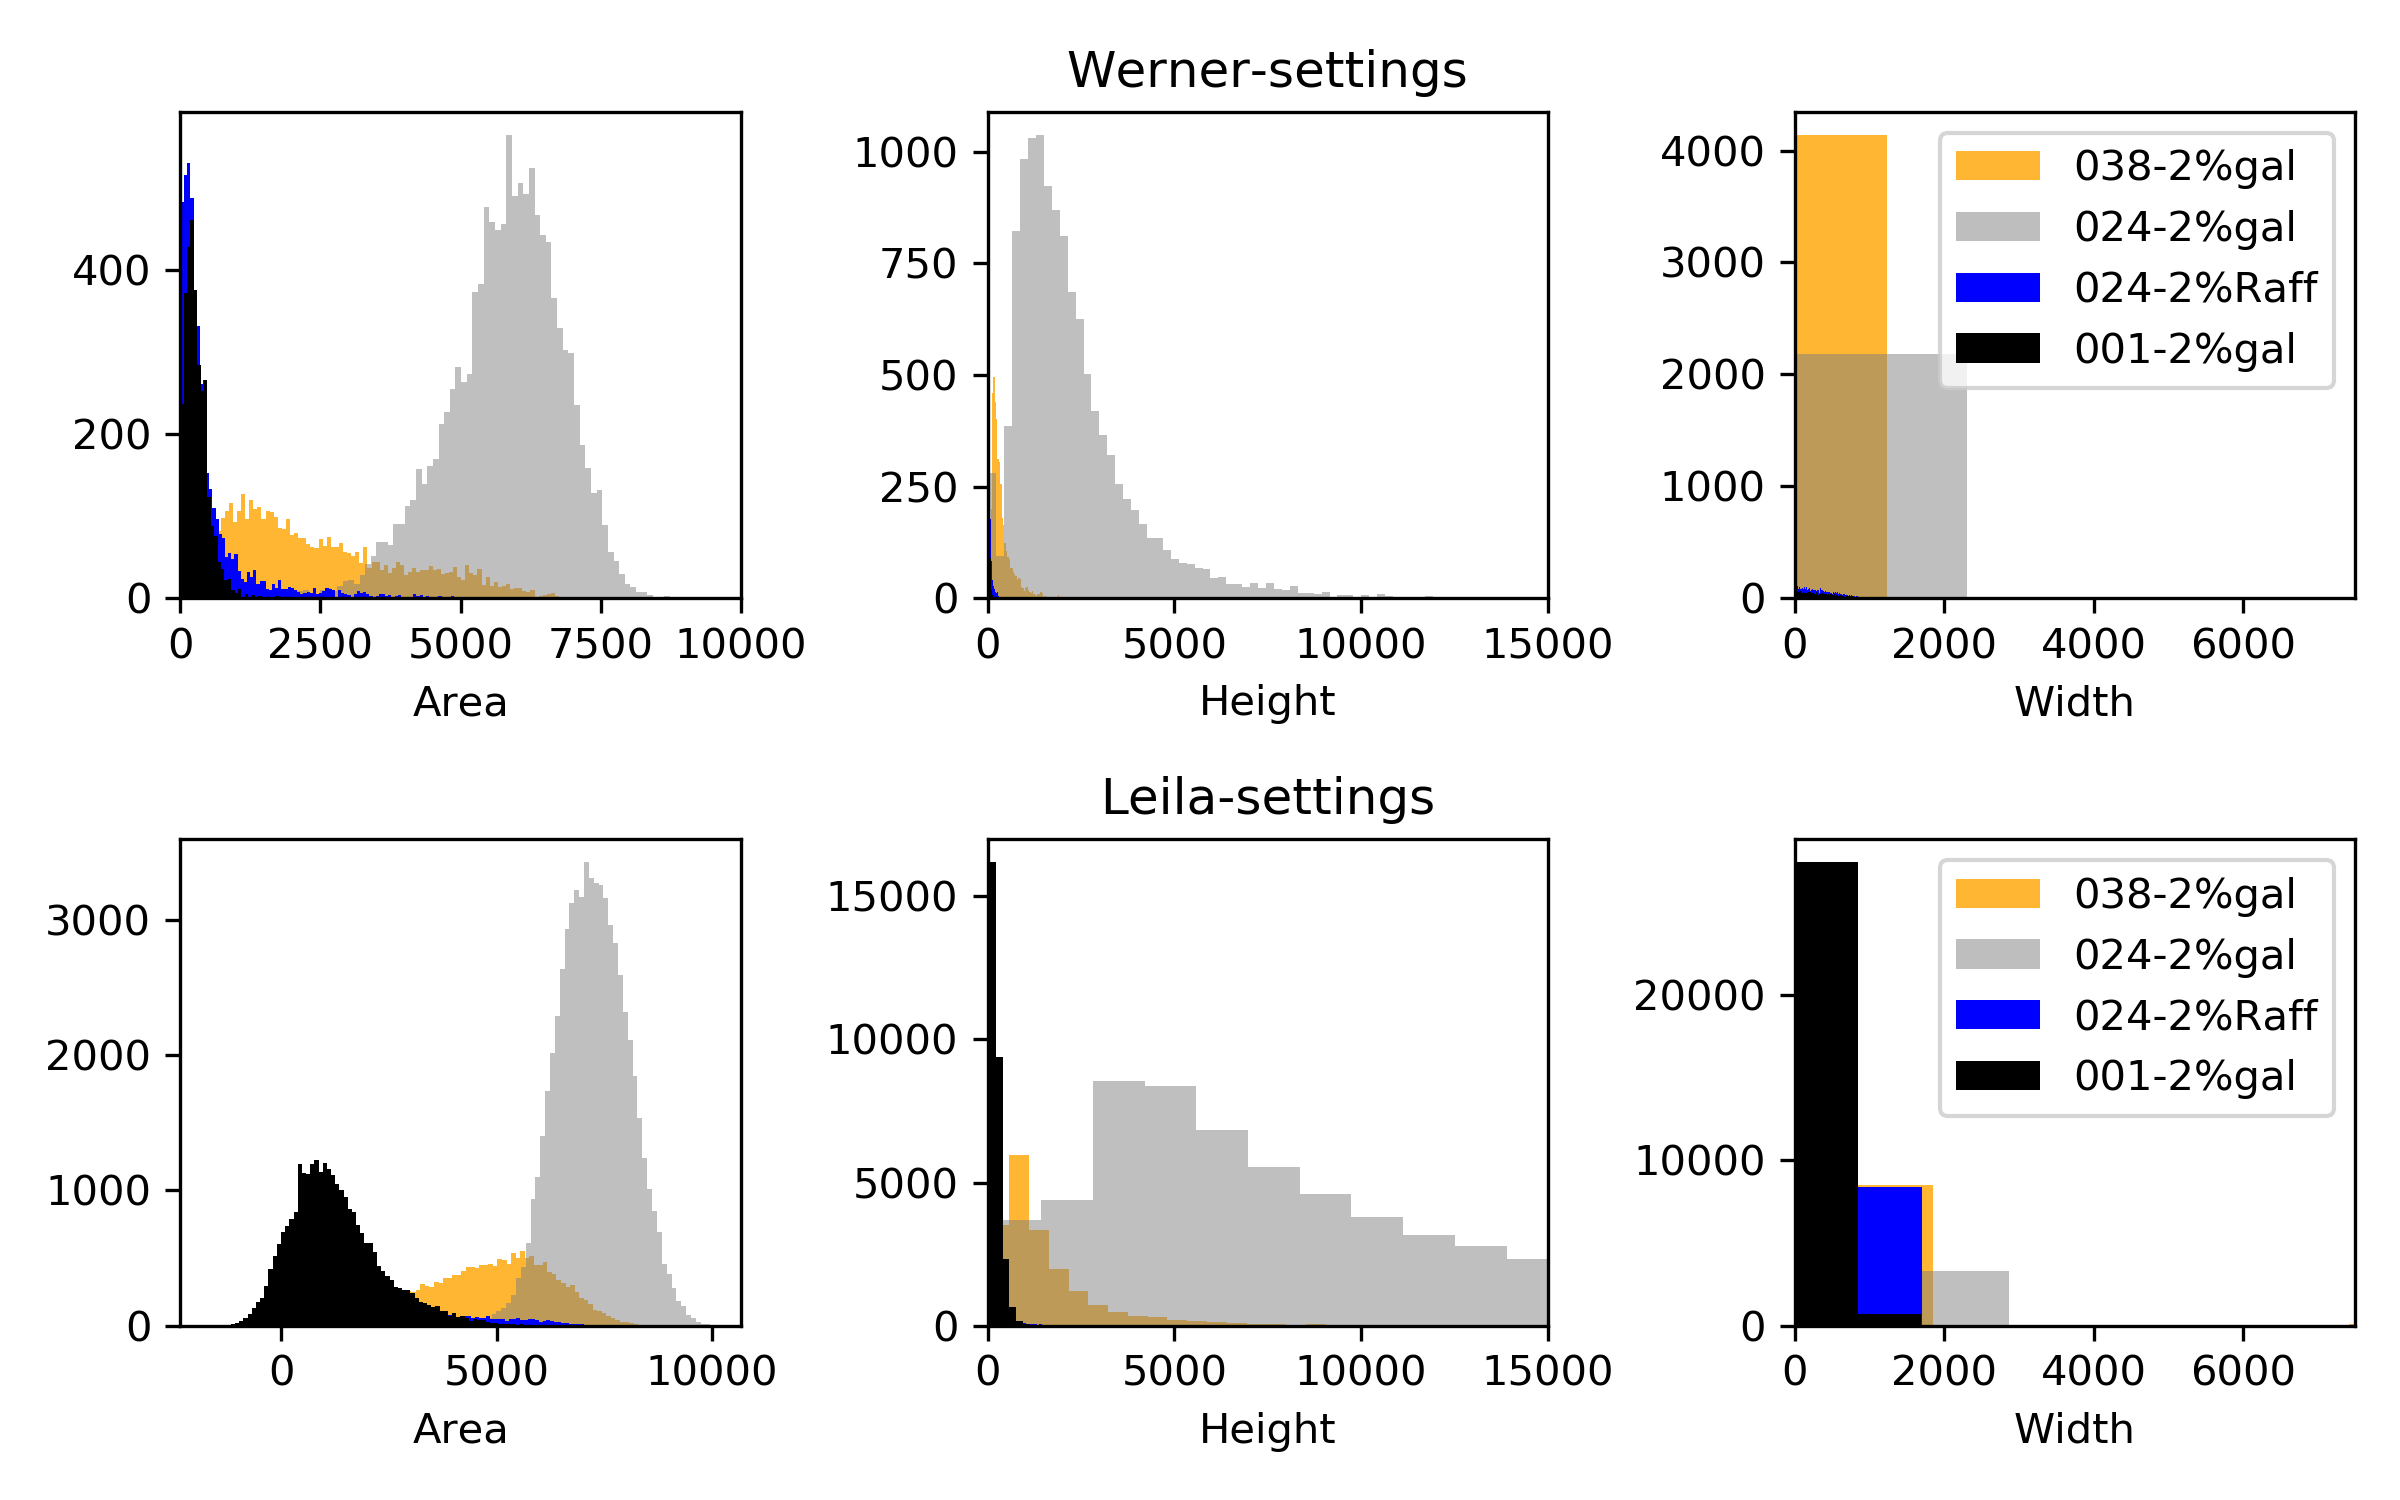 Werner-settings
400
200
0
0 2500 5000 7500 10000
Area
1000
750
500
250
0
0 5000 10000 15000
Height
4000
3000
2000
1000
0
0 2000 4000 6000
Width
038-2%gal
024-2%gal
024-2%Raff
001-2%gal
Leila-settings
3000
2000
1000
0
0 5000 10000
Area
15000
10000
5000
0
0 5000 10000 15000
Height
20000
10000
0
0 2000 4000 6000
Width
038-2%gal
024-2%gal
024-2%Raff
001-2%gal